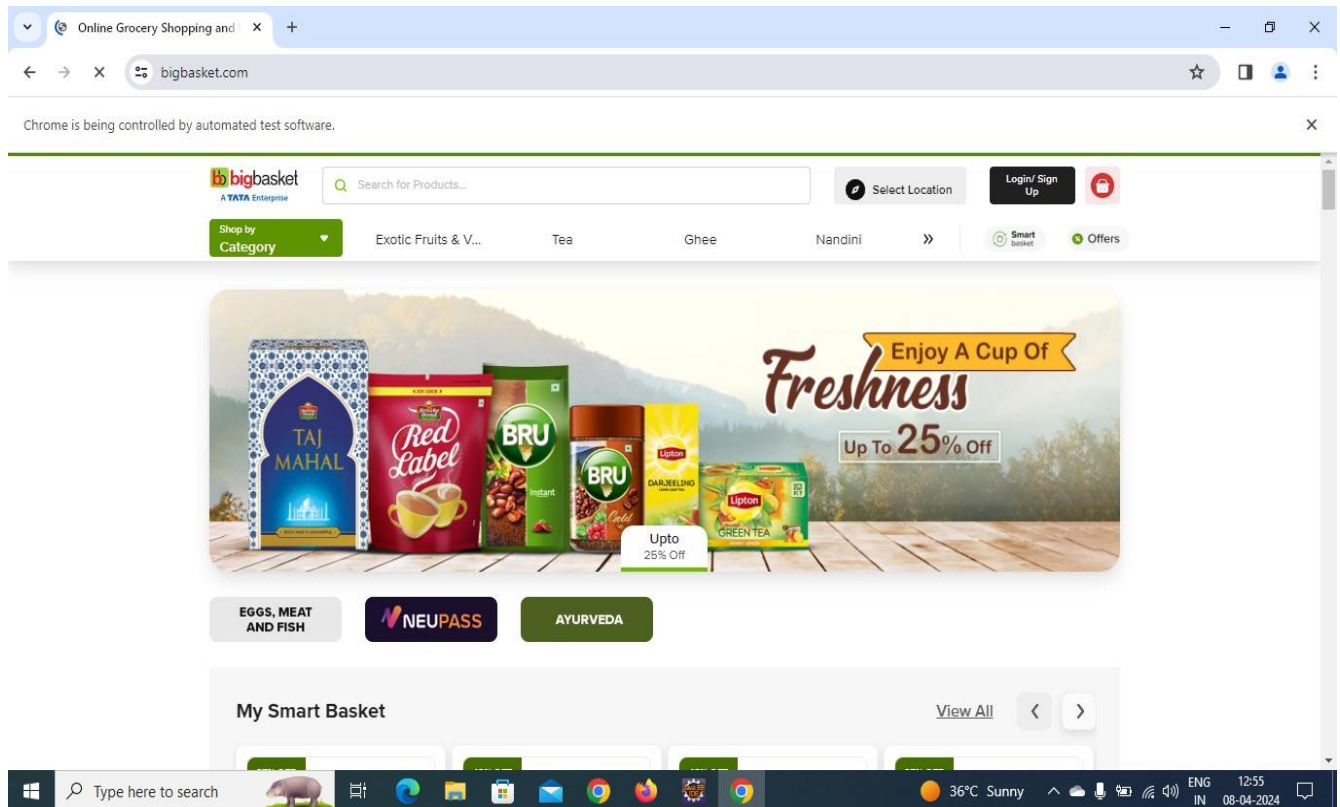 Online Grocery Shopping and
bigbasket.com
Chrome is being controlled by automated test software.
bb bigbasket
A TATA Enterprise
Search for Products...
Select Location
Login/ Sign
Up
Shop by
Category
Exotic Fruits & V...
Tea
Ghee
Nandini
»
Smart
basket
Offers
Enjoy A Cup Of
Freshness
Up To 25% Off
TAJ
MAHAL
Red
Label
BRU
Instant
BRU
Gold
Lipton
DARJEELING
Lipton
GREEN TEA
Upto
25% Off
EGGS, MEAT
AND FISH
NEUPASS
AYURVEDA
My Smart Basket
View All
Type here to search
36°C Sunny
ENG
IN
12:55
08-04-2024